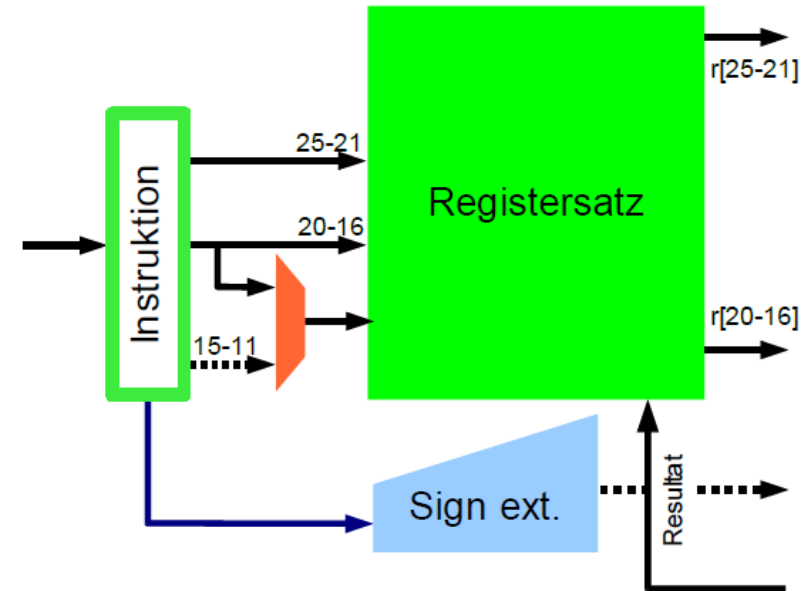 Instruktion
25-21
20-16
15-11
Registersatz
r[25-21]
r[20-16]
Sign ext.
Resultat